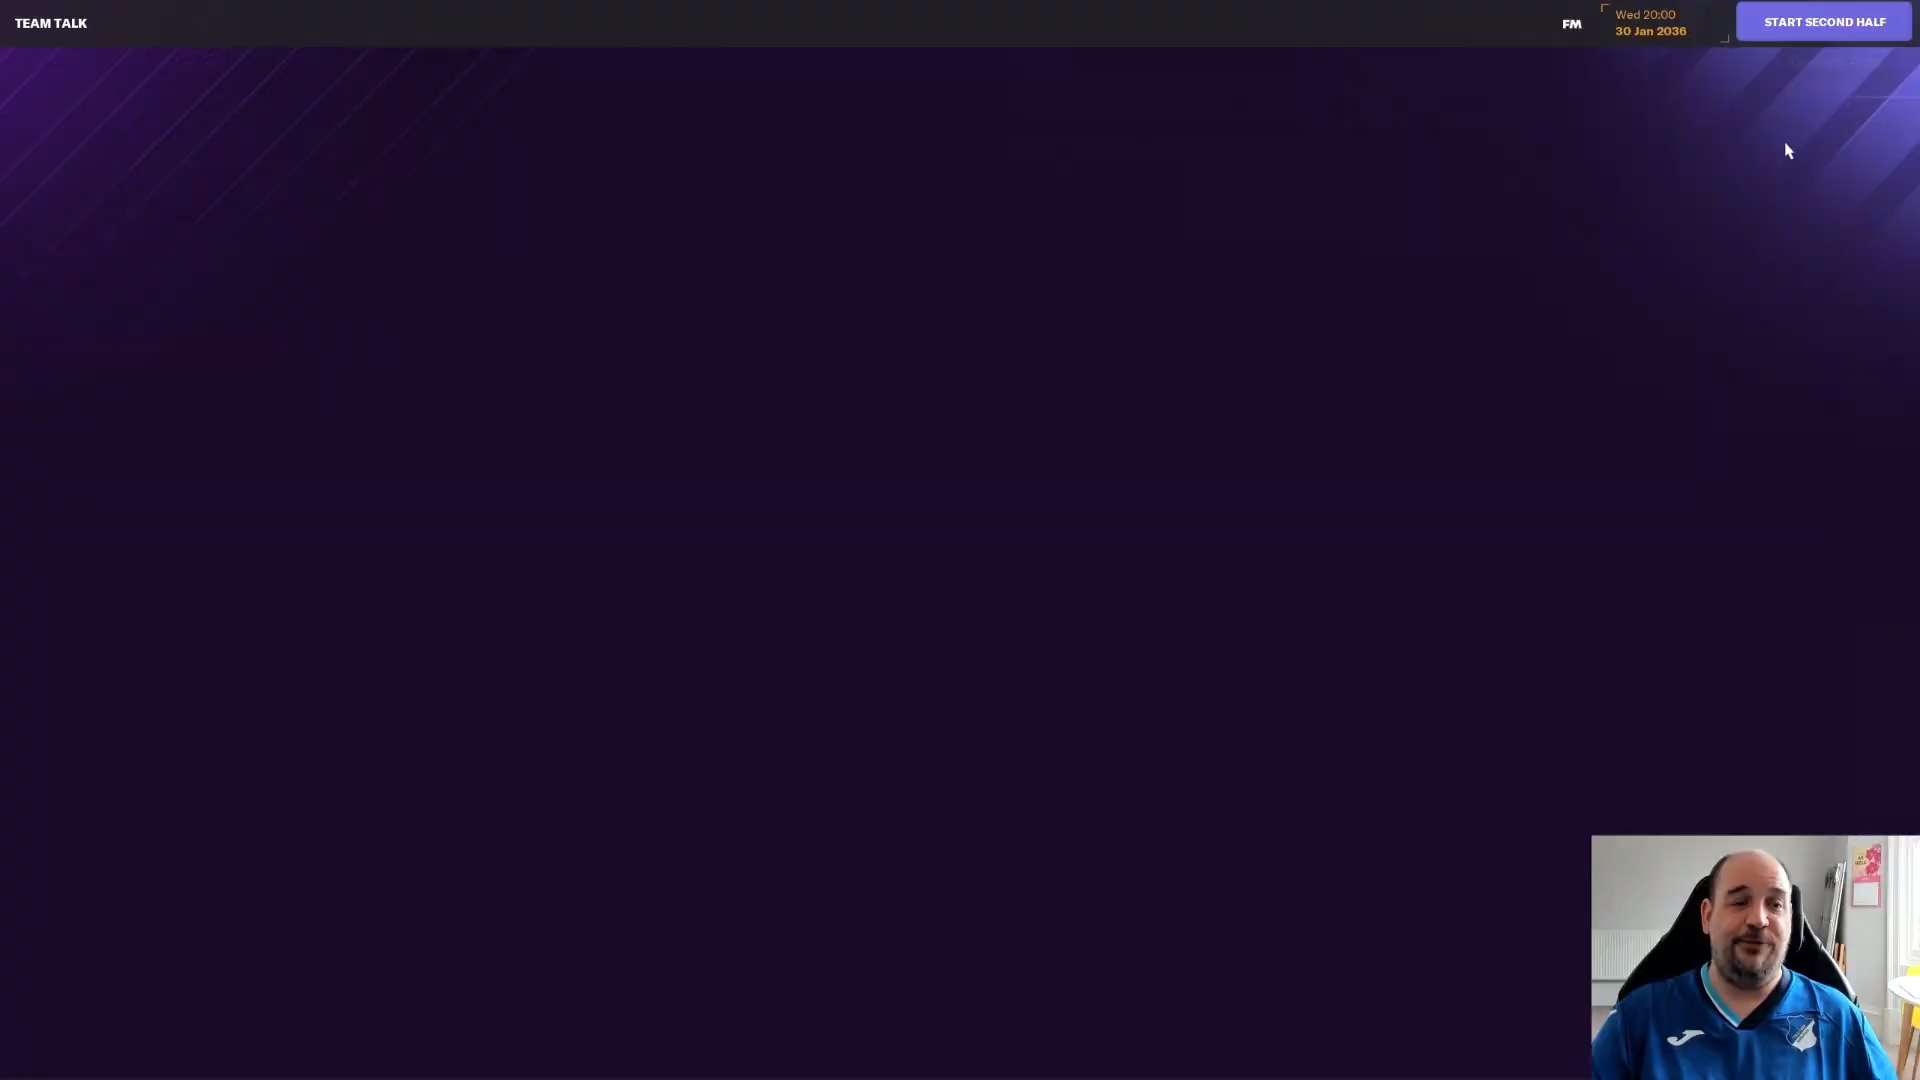 TEAM TALK
FM
Wed 20:00
30 Jan 2036
START SECOND HALF